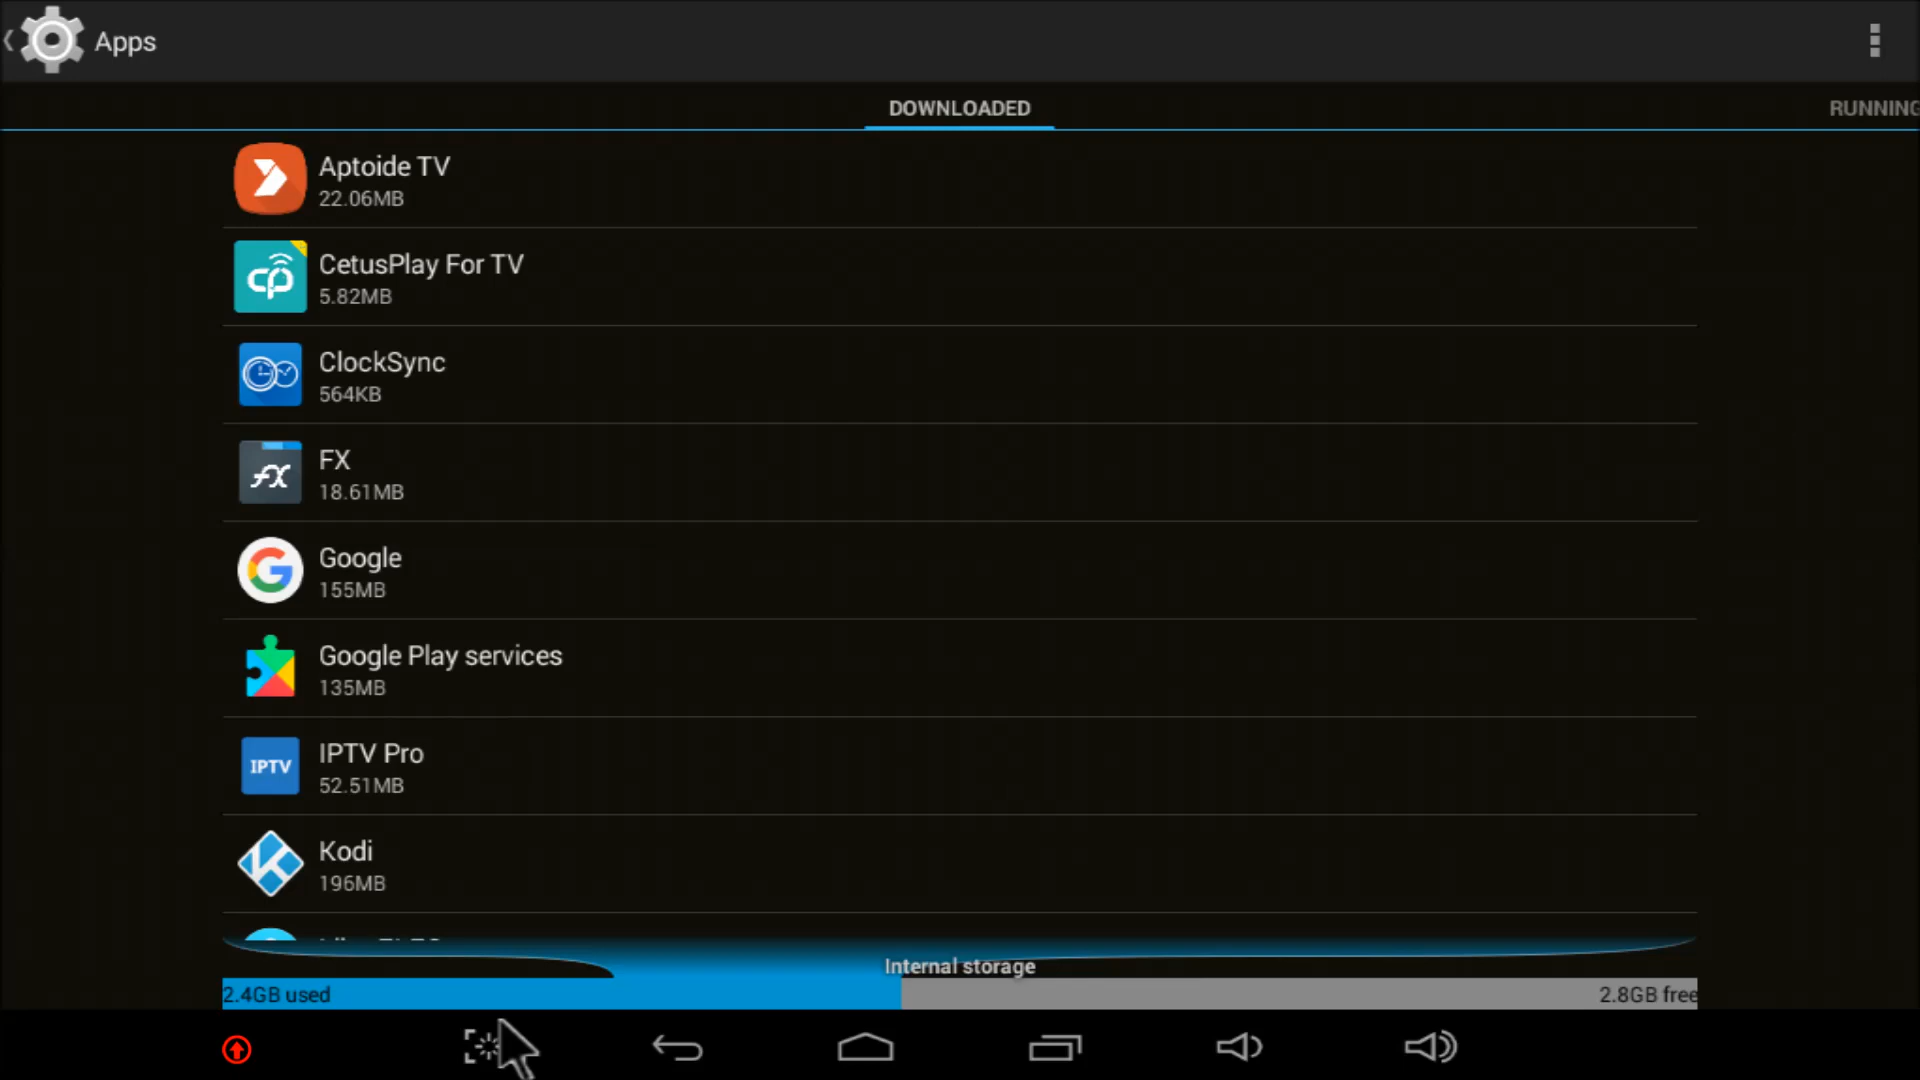 Apps
DOWNLOADED
RUNNING
Aptoide TV
22.06MB
CetusPlay For TV
5.82MB
ClockSync
564KB
FX
18.61MB
Google
155MB
Google Play services
135MB
IPTV
IPTV Pro
52.51MB
Kodi
196MB
Internal storage
2.4GB used
2.8GB free